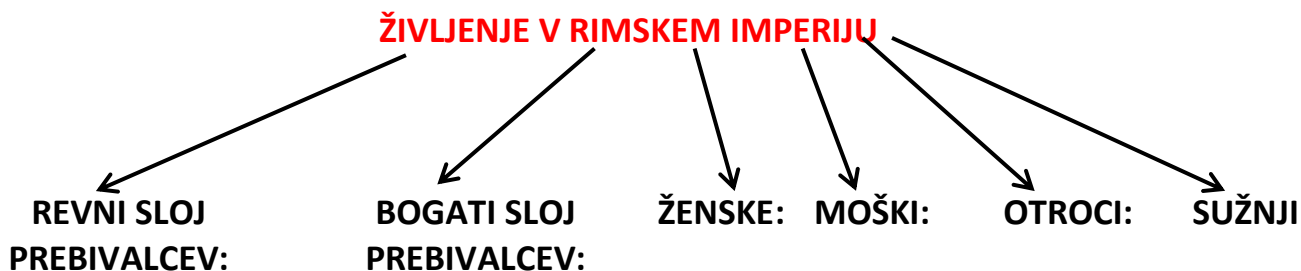 ŽIVLJENJE V RIMSKEM IMPERIJU
REVNI SLOJ PREBIVALCEV:
BOGATI SLOJ PREBIVALCEV:
ŽENSKE:
MOŠKI:
OTROCI:
SUŽNJI